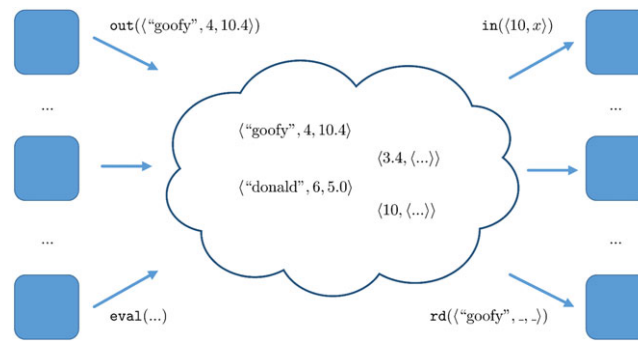 out(⟨“goofy”, 4, 10.4⟩)
in(⟨10, x⟩)
...
...
⟨“goofy”, 4, 10.4⟩
⟨3.4, ⟨...⟩⟩
⟨“donald”, 6, 5.0⟩
⟨10, ⟨...⟩⟩
...
...
eval(...)
rd(⟨“goofy”, _, _⟩)